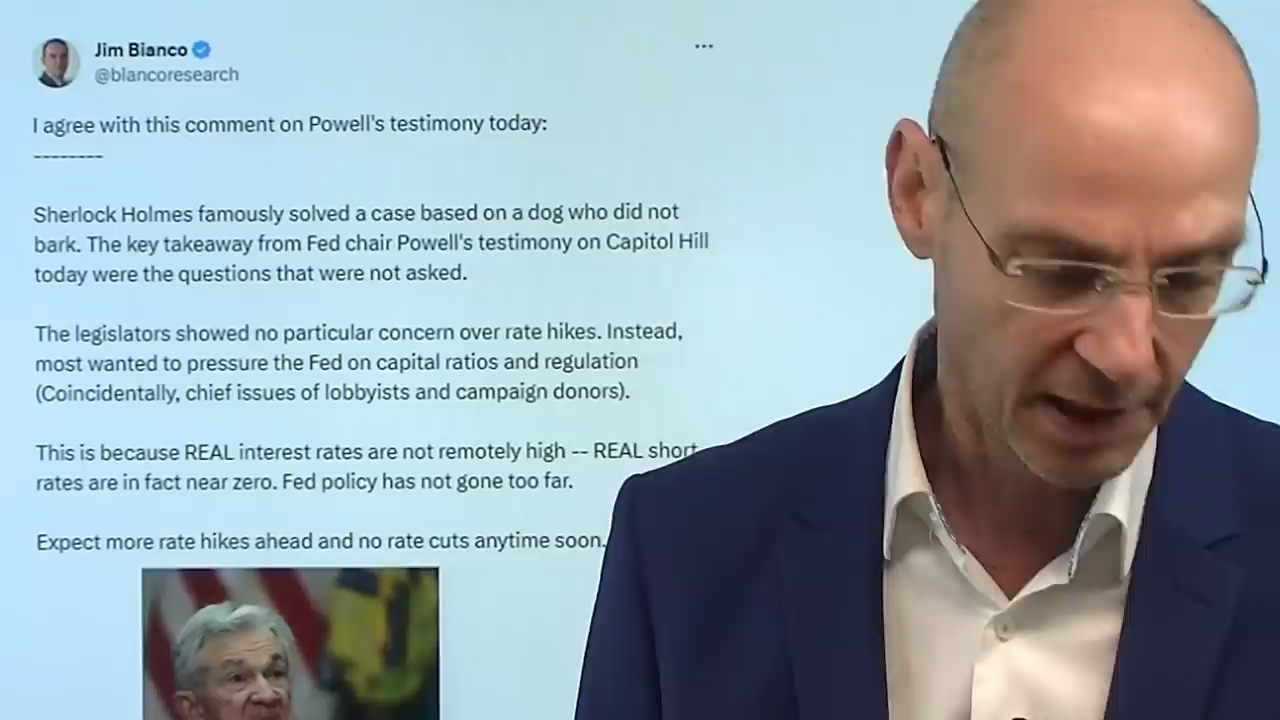 Jim Bianco
@biancoresearch
I agree with this comment on Powell's testimony today:
--------
Sherlock Holmes famously solved a case based on a dog who did not
bark. The key takeaway from Fed chair Powell's testimony on Capitol Hill
today were the questions that were not asked.
The legislators showed no particular concern over rate hikes. Instead,
most wanted to pressure the Fed on capital ratios and regulation
(Coincidentally, chief issues of lobbyists and campaign donors).
This is because REAL interest rates are not remotely high -- REAL short
rates are in fact near zero. Fed policy has not gone too far.
Expect more rate hikes ahead and no rate cuts anytime soon.